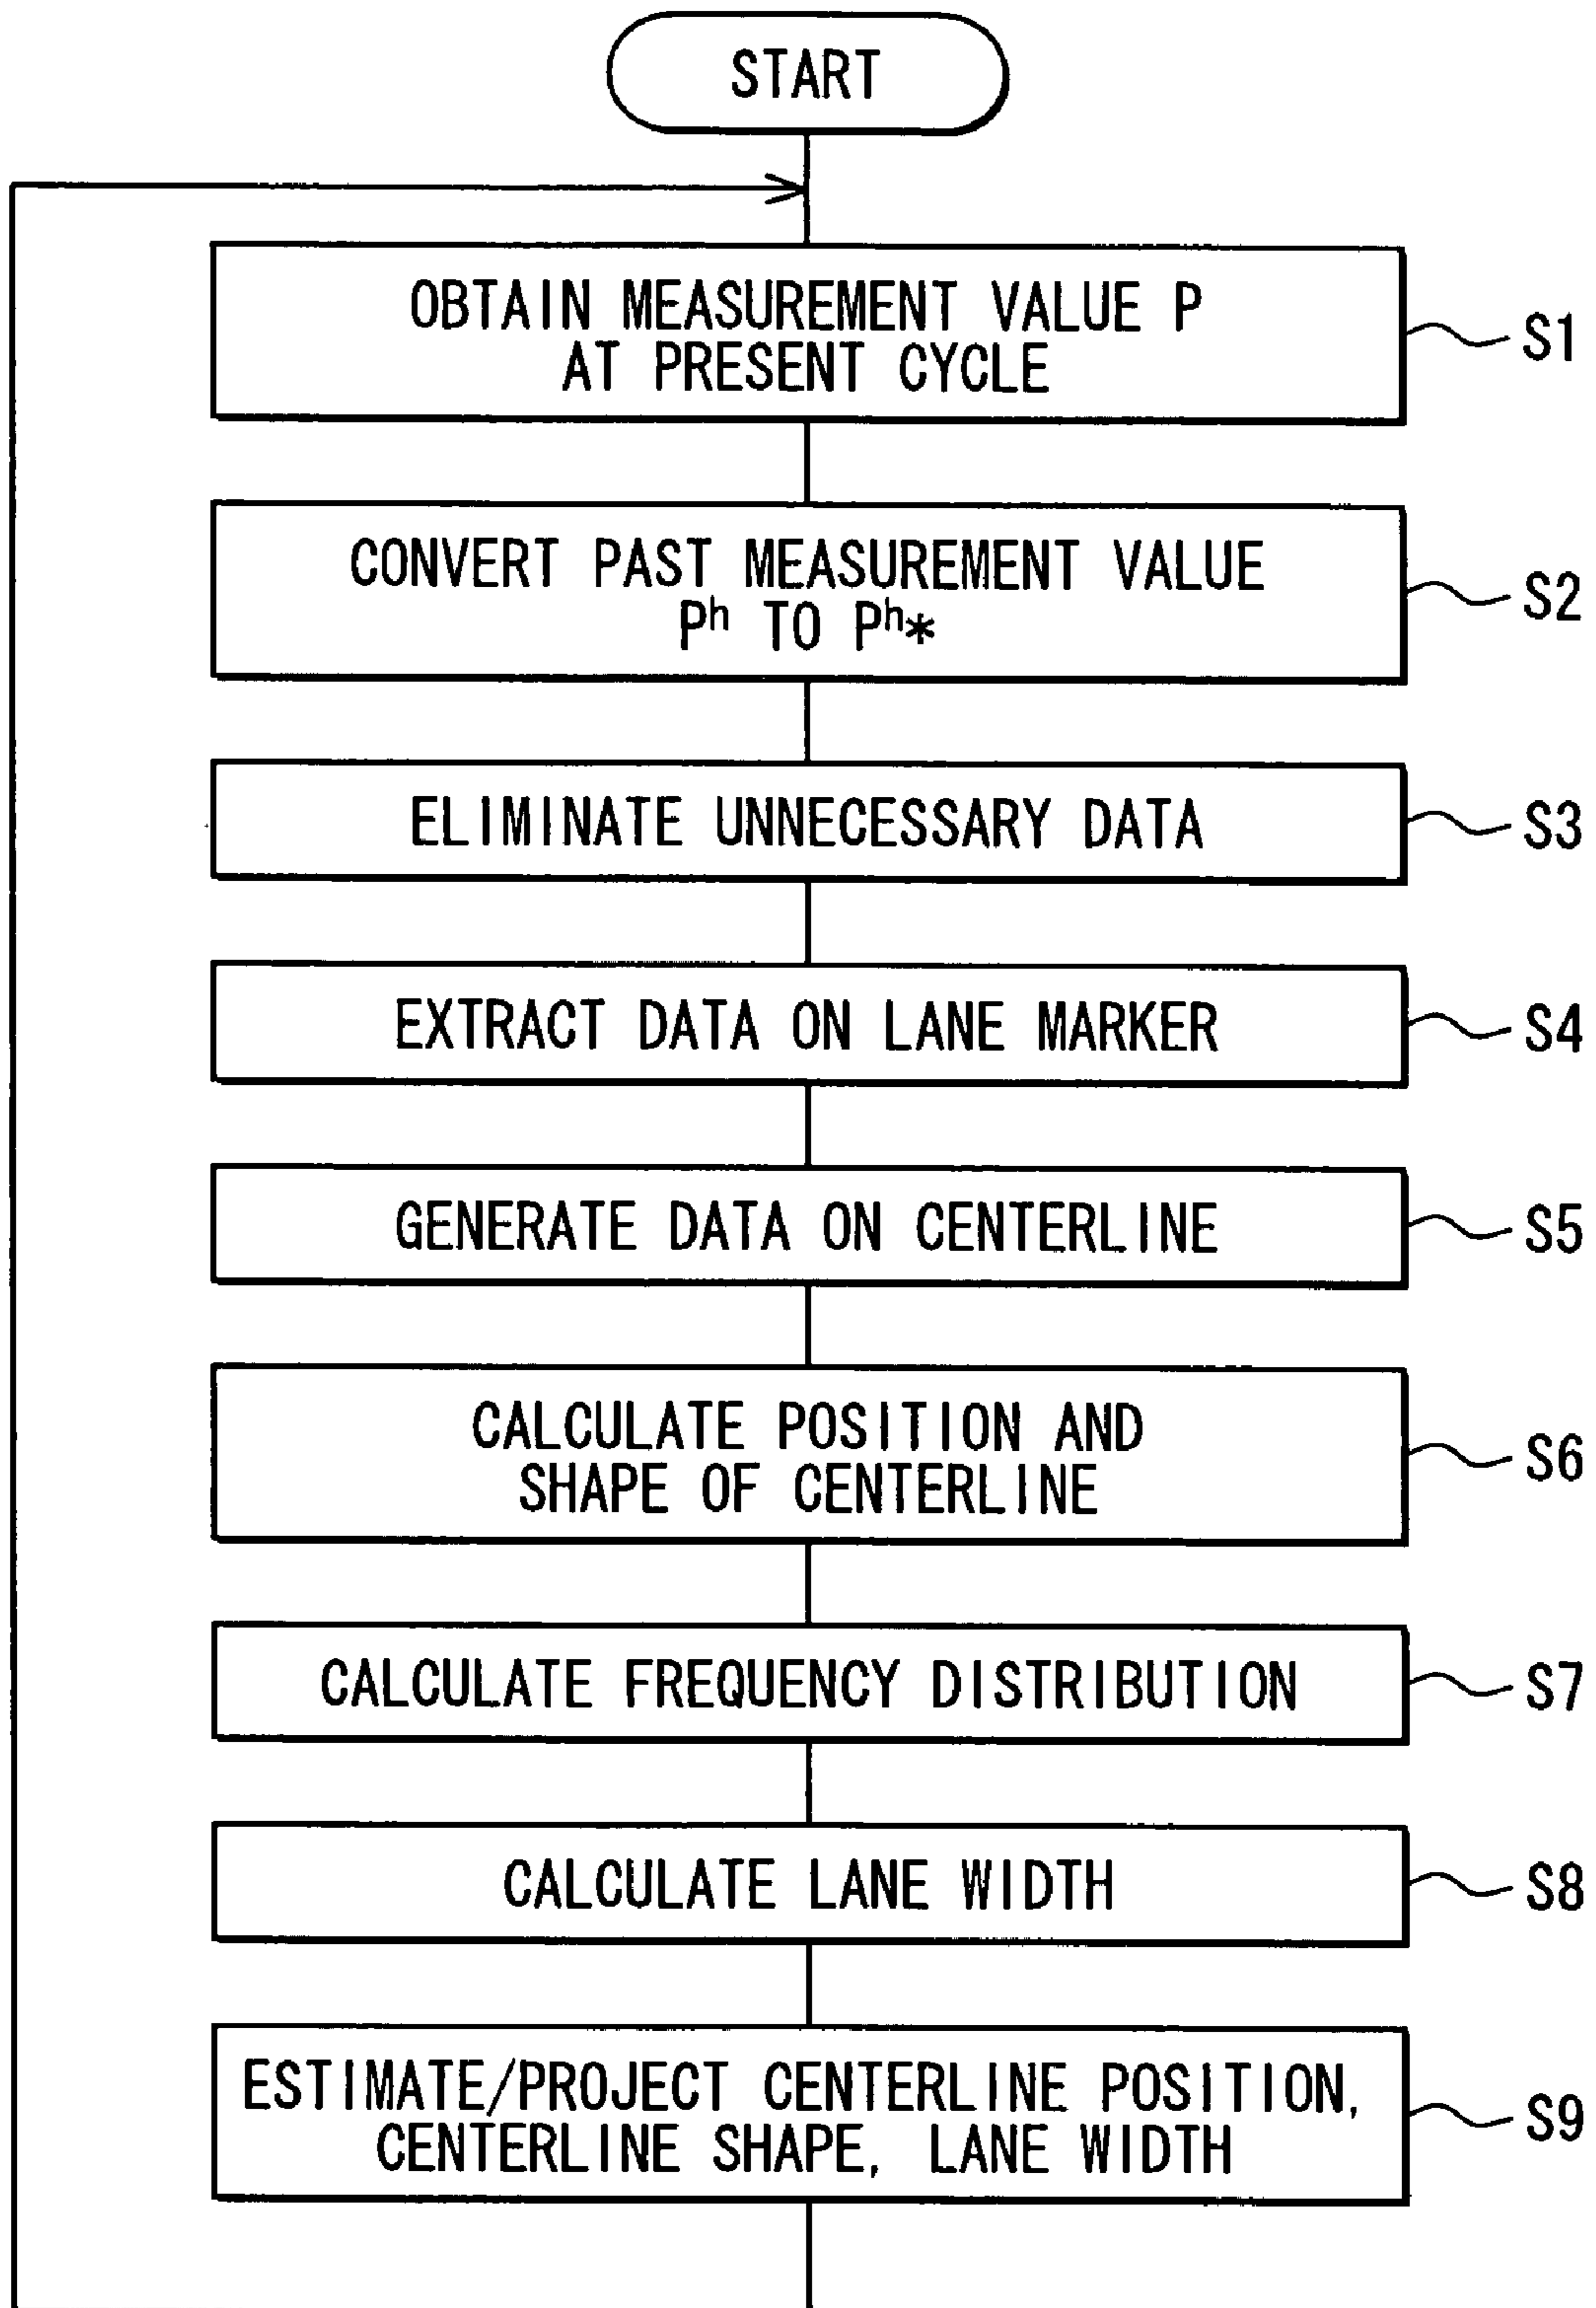 START
OBTAIN MEASUREMENT VALUE P
AT PRESENT CYCLE
S1
CONVERT PAST MEASUREMENT VALUE
Pʰ TO Pʰ*
S2
ELIMINATE UNNECESSARY DATA
S3
EXTRACT DATA ON LANE MARKER
S4
GENERATE DATA ON CENTERLINE
S5
CALCULATE POSITION AND
SHAPE OF CENTERLINE
S6
CALCULATE FREQUENCY DISTRIBUTION
S7
CALCULATE LANE WIDTH
S8
ESTIMATE/PROJECT CENTERLINE POSITION,
CENTERLINE SHAPE, LANE WIDTH
S9